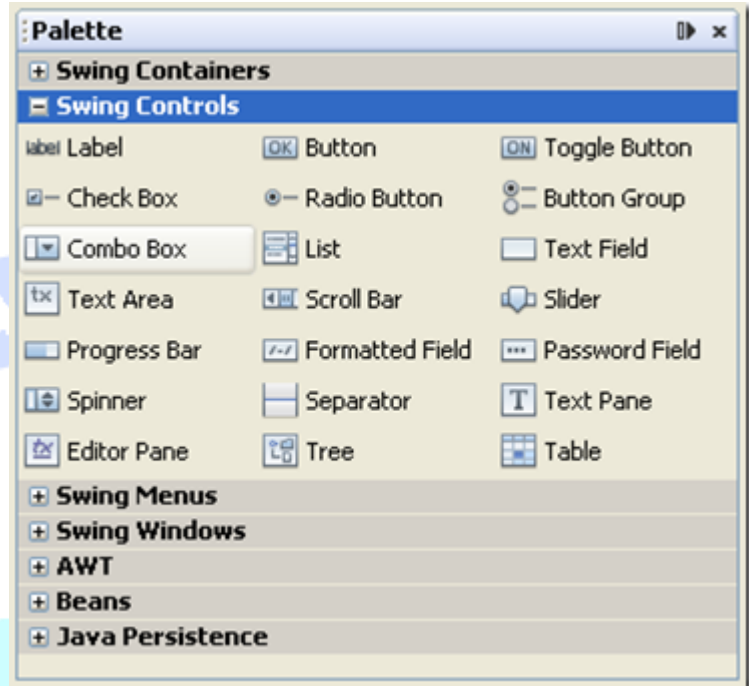 Palette
Swing Containers
Swing Controls
label Label OK Button ON Toggle Button
Check Box Radio Button Button Group
Combo Box List Text Field
tx Text Area Scroll Bar Slider
Progress Bar Formatted Field Password Field
Spinner Separator T Text Pane
tx Editor Pane Tree Table
Swing Menus
Swing Windows
AWT
Beans
Java Persistence